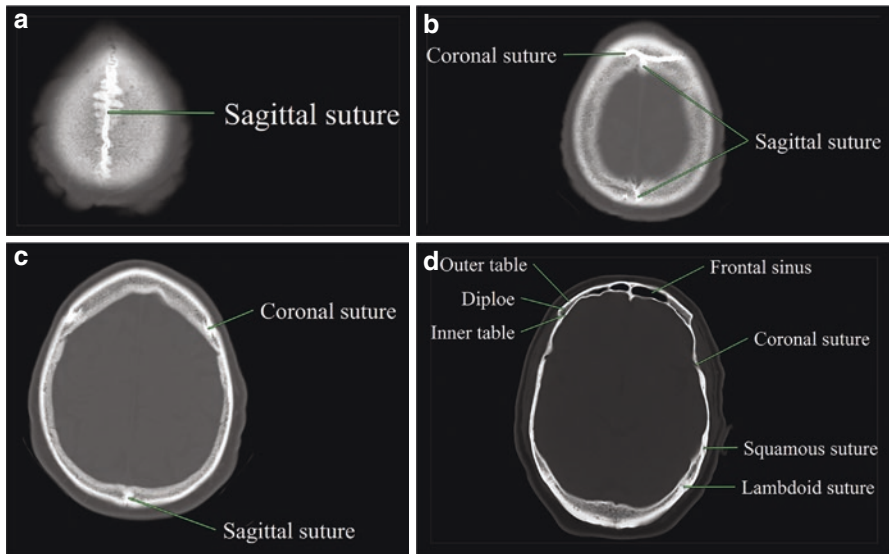 a
Sagittal suture
b
Coronal suture
Sagittal suture
c
Coronal suture
Sagittal suture
d
Outer table
Frontal sinus
Diploe
Inner table
Coronal suture
Squamous suture
Lambdoid suture